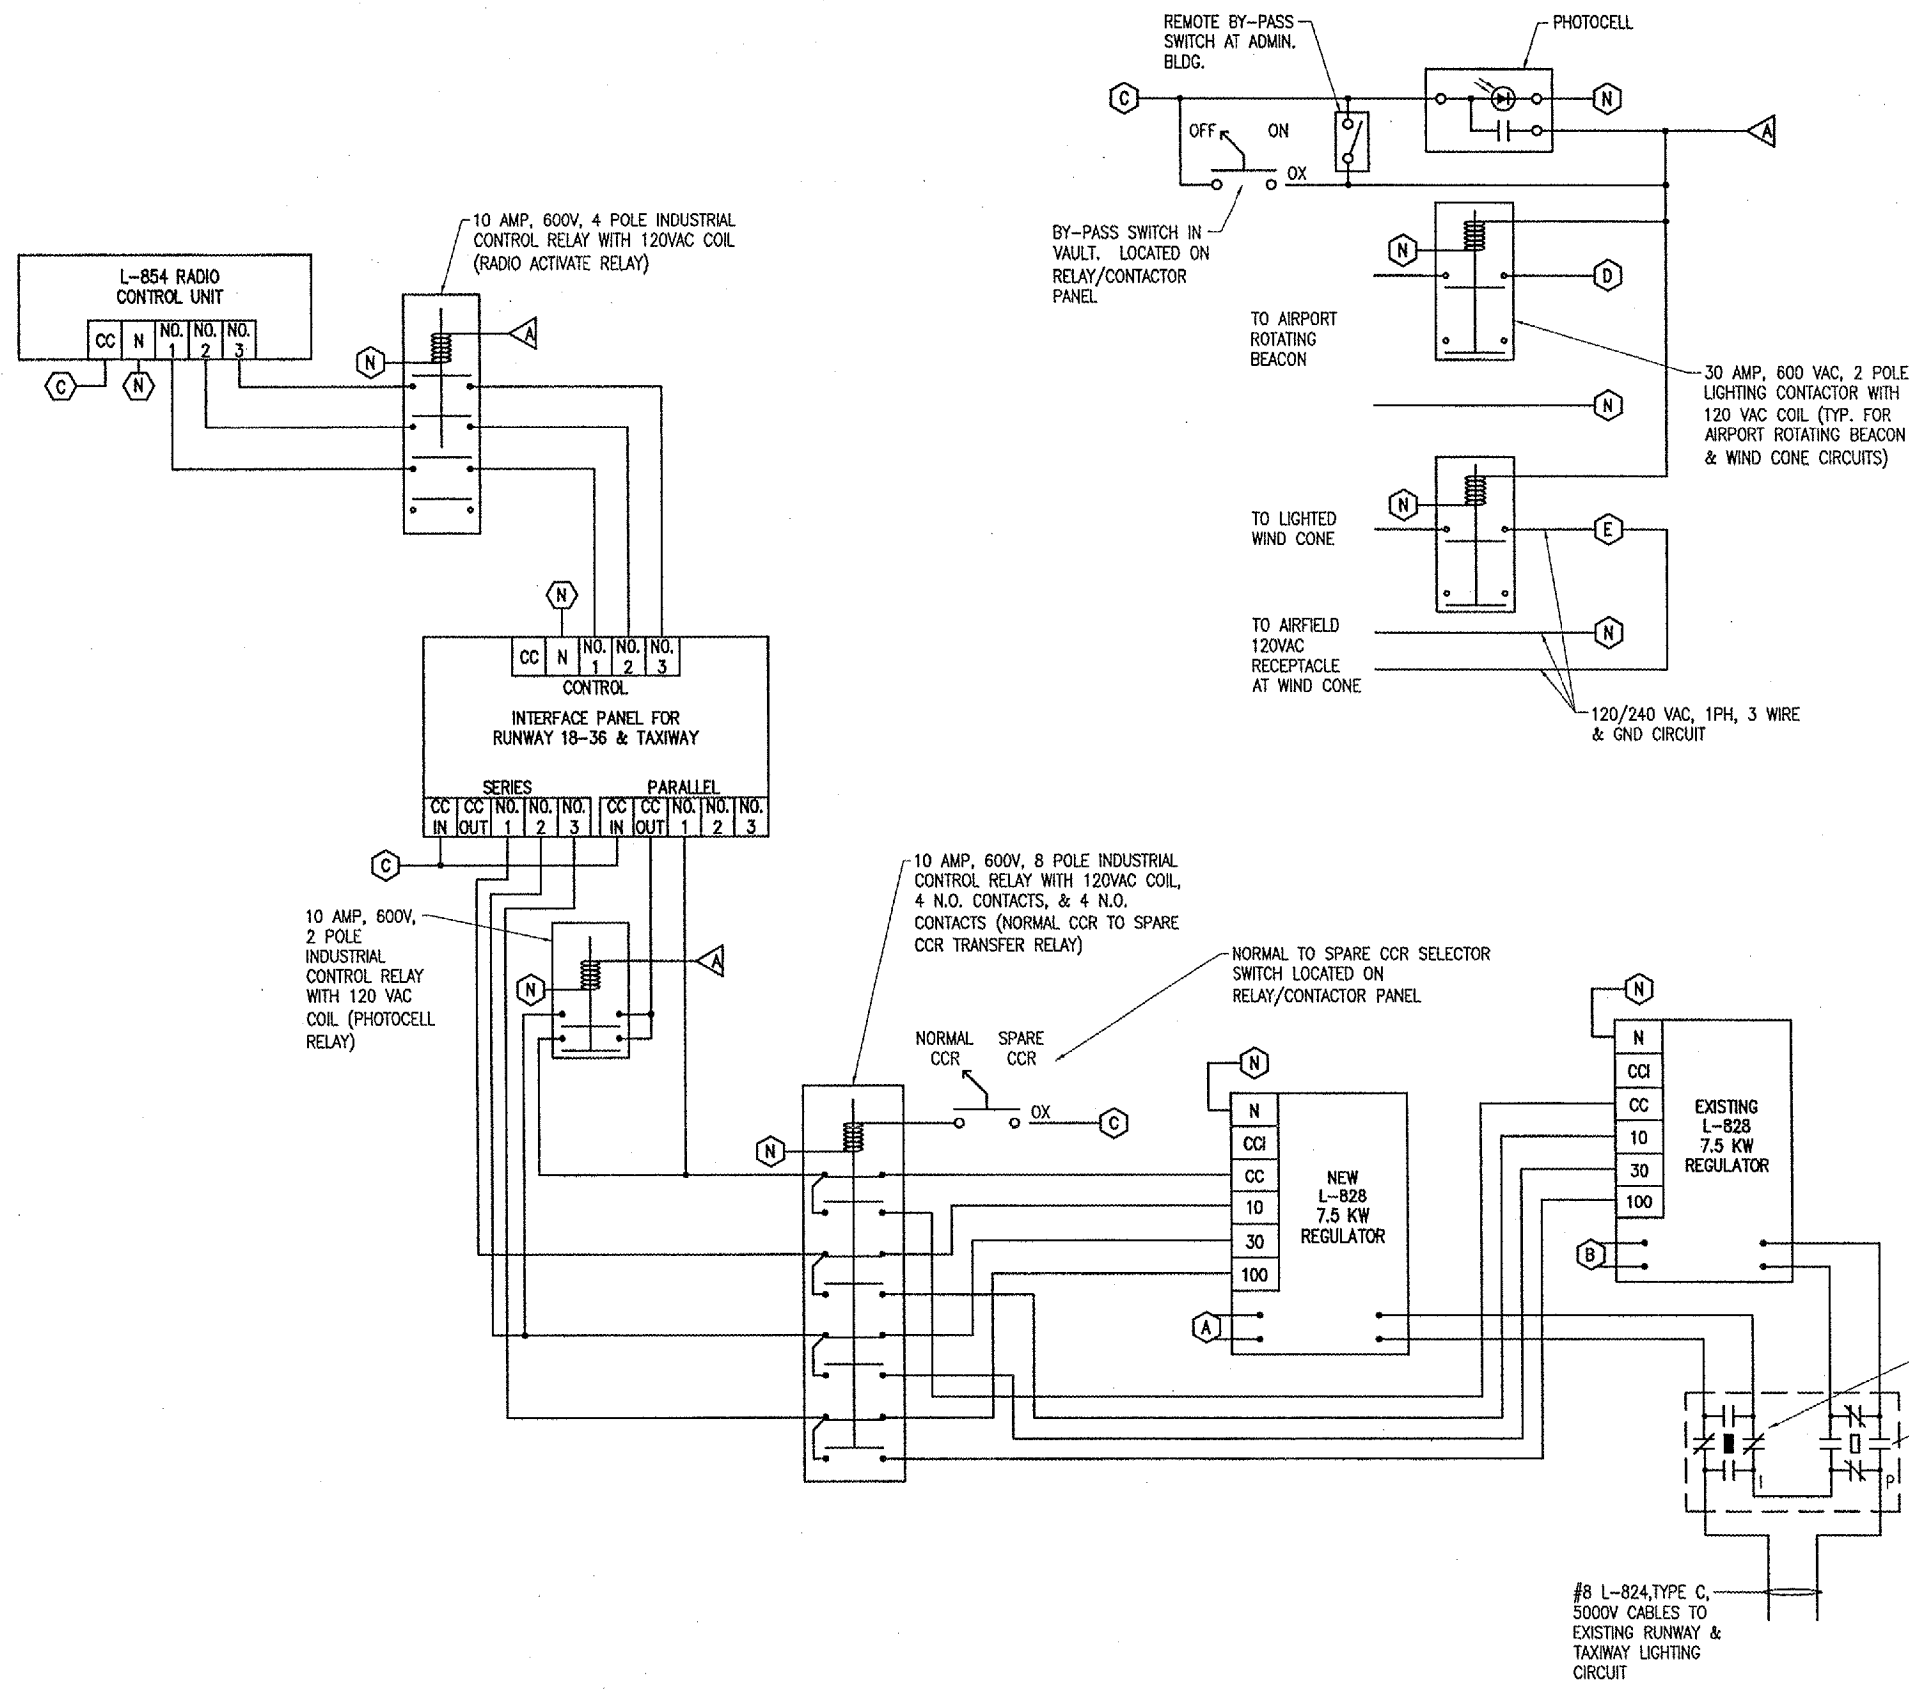 REMOTE BY-PASS
SWITCH AT ADMIN.
BLDG.
PHOTOCELL
C
N
OFF
ON
OX
A
BY-PASS SWITCH IN
VAULT. LOCATED ON
RELAY/CONTACTOR
PANEL
N
D
TO AIRPORT
ROTATING
BEACON
30 AMP, 600 VAC, 2 POLE
LIGHTING CONTACTOR WITH
120 VAC COIL (TYP. FOR
AIRPORT ROTATING BEACON
& WIND CONE CIRCUITS)
N
N
TO LIGHTED
WIND CONE
E
TO AIRFIELD
120VAC
RECEPTACLE
AT WIND CONE
N
120/240 VAC, 1PH, 3 WIRE
& GND CIRCUIT
10 AMP, 600V, 4 POLE INDUSTRIAL
CONTROL RELAY WITH 120VAC COIL
(RADIO ACTIVATE RELAY)
L-854 RADIO
CONTROL UNIT
CC
N
NO. 1
NO. 2
NO. 3
C
N
N
A
N
CC
N
NO. 1
NO. 2
NO. 3
CONTROL
INTERFACE PANEL FOR
RUNWAY 18-36 & TAXIWAY
SERIES
PARALLEL
CC IN
CC OUT
NO. 1
NO. 2
NO. 3
CC IN
CC OUT
NO. 1
NO. 2
NO. 3
C
10 AMP, 600V,
2 POLE
INDUSTRIAL
CONTROL RELAY
WITH 120 VAC
COIL (PHOTOCELL
RELAY)
N
A
10 AMP, 600V, 8 POLE INDUSTRIAL
CONTROL RELAY WITH 120VAC COIL,
4 N.O. CONTACTS, & 4 N.O.
CONTACTS (NORMAL CCR TO SPARE
CCR TRANSFER RELAY)
NORMAL TO SPARE CCR SELECTOR
SWITCH LOCATED ON
RELAY/CONTACTOR PANEL
NORMAL
CCR
SPARE
CCR
OX
C
N
N
N
CCI
CC
10
30
100
NEW
L-828
7.5 KW
REGULATOR
A
N
N
CCI
CC
10
30
100
EXISTING
L-828
7.5 KW
REGULATOR
B
I
P
#8 L-824,TYPE C,
5000V CABLES TO
EXISTING RUNWAY &
TAXIWAY LIGHTING
CIRCUIT